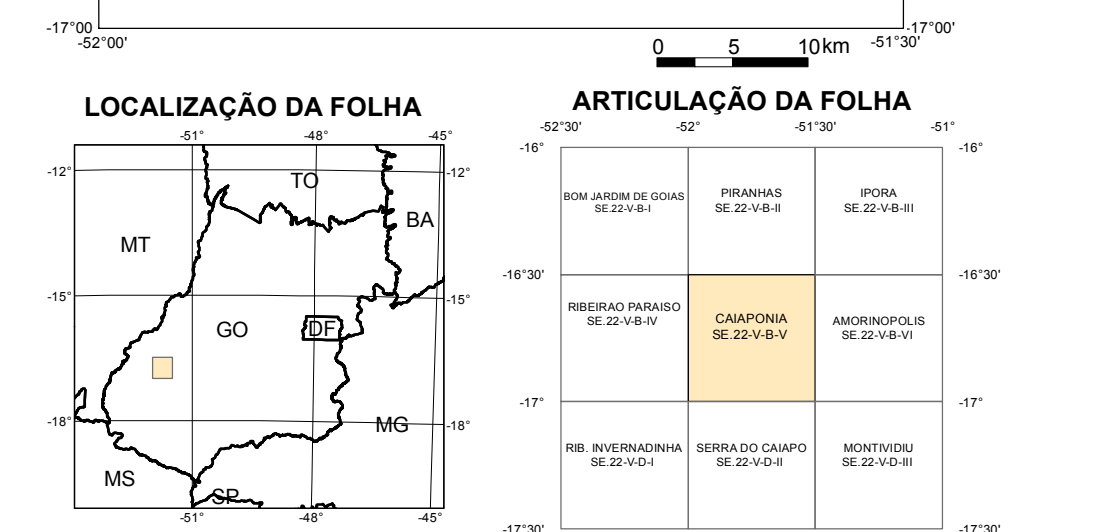 -17°00
-17°00'
-52°00'
-51°30'
0 5 10 km
LOCALIZAÇÃO DA FOLHA
-51° -48° -45°
-12° -12°
TO
BA
MT
-15° -15°
GO
DF
-18° -18°
MG
MS
SP
-51° -48° -45°
ARTICULAÇÃO DA FOLHA
-52°30' -52° -51°30' -51°
-16° -16°
BOM JARDIM DE GOIAS
SE.22-V-B-I
PIRANHAS
SE.22-V-B-II
IPORA
SE.22-V-B-III
-16°30' -16°30'
RIBEIRAO PARAISO
SE.22-V-B-IV
CAIAPONIA
SE.22-V-B-V
AMORINOPOLIS
SE.22-V-B-VI
-17° -17°
RIB. INVERNADINHA
SE.22-V-D-I
SERRA DO CAIAPO
SE.22-V-D-II
MONTIVIDIU
SE.22-V-D-III
-17°30' -17°30'